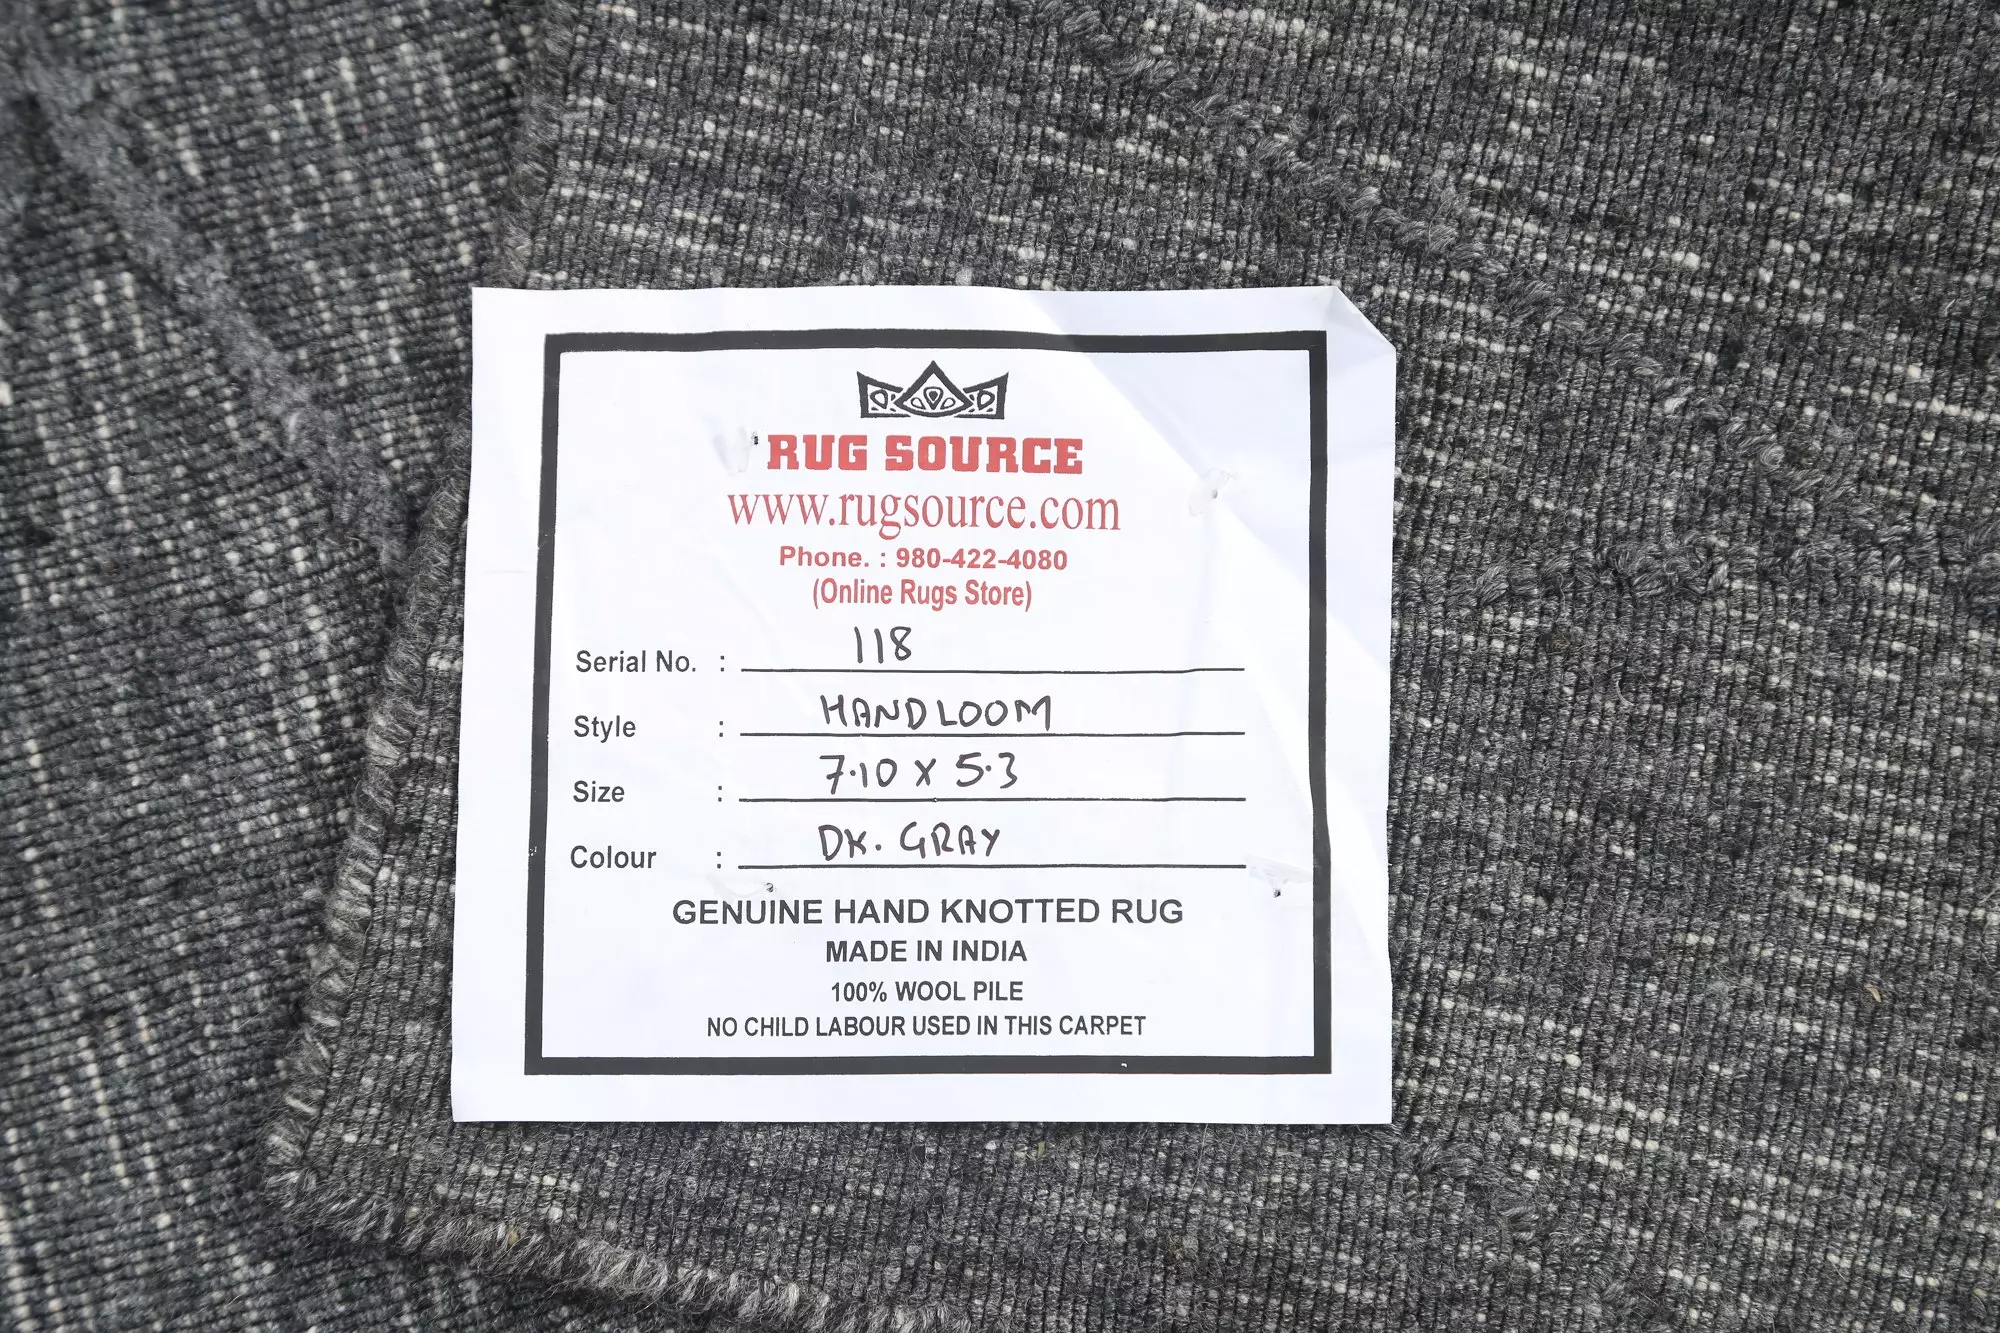 RUG SOURCE
www.rugsource.com
Phone. : 980-422-4080
(Online Rugs Store)
Serial No. : 118
Style : HANDLOOM
Size : 7.10 x 5.3
Colour : DK. GRAY
GENUINE HAND KNOTTED RUG
MADE IN INDIA
100% WOOL PILE
NO CHILD LABOUR USED IN THIS CARPET